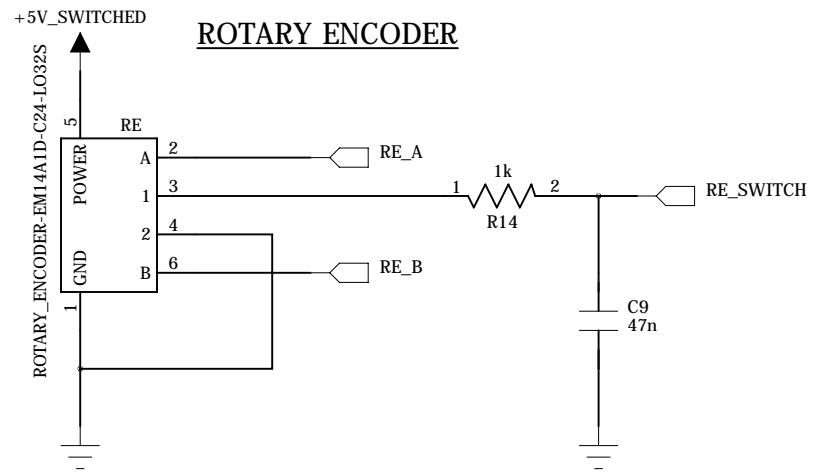 +5V_SWITCHED
ROTARY ENCODER
ROTARY_ENCODER-EM14A1D-C24-LO32S
5
RE
POWER
A
2
RE_A
1
3
1
1k
2
R14
RE_SWITCH
2
4
GND
B
6
RE_B
1
C9
47n